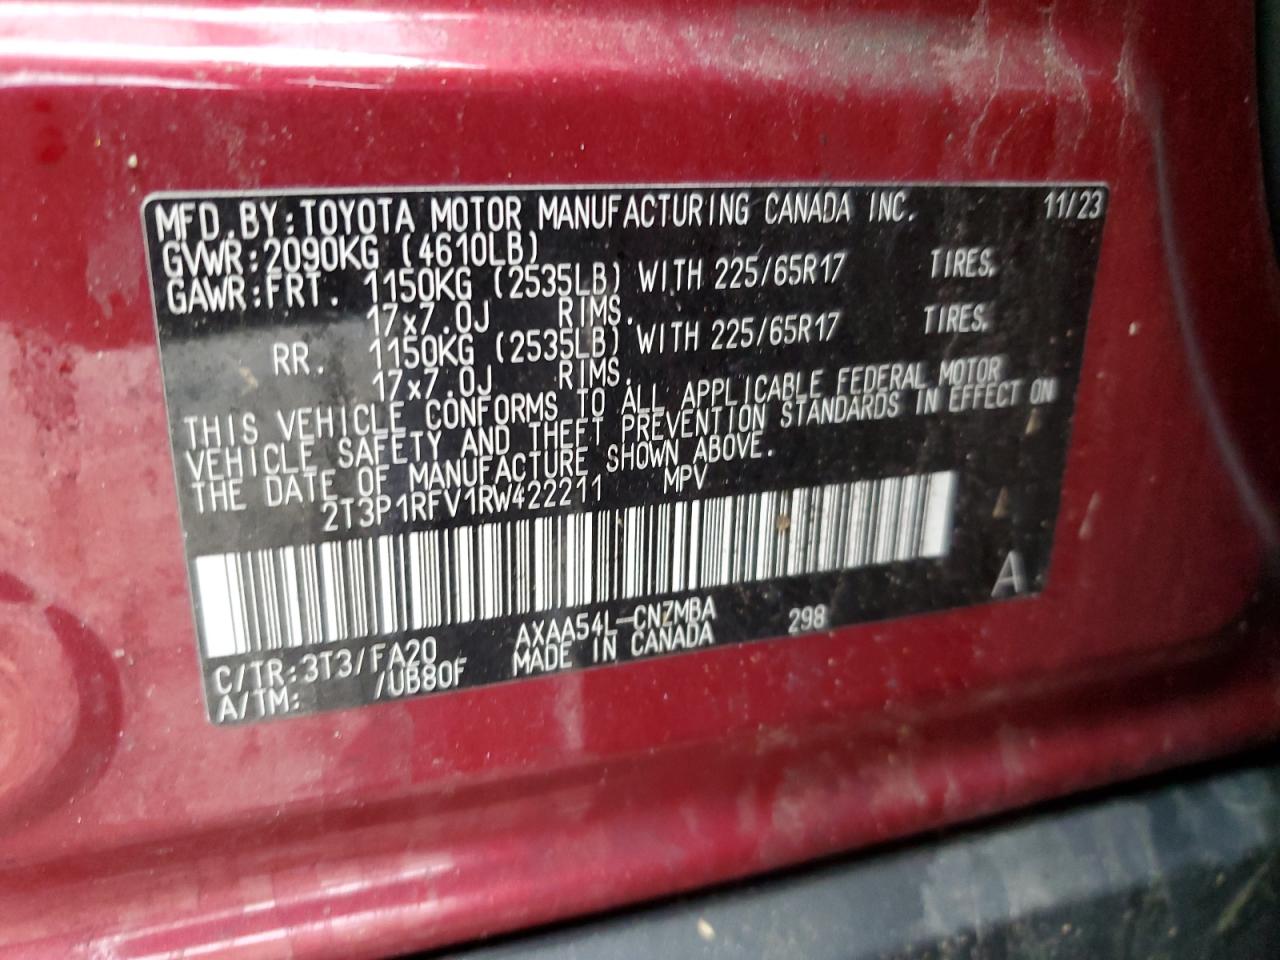 MFD.BY:TOYOTA MOTOR MANUFACTURING CANADA INC. 11/23
GVWR:2090KG (4610LB)
GAWR:FRT. 1150KG (2535LB) WITH 225/65R17 TIRES,
17x7.0J RIMS.
RR. 1150KG (2535LB) WITH 225/65R17 TIRES,
17x7.0J RIMS.
THIS VEHICLE CONFORMS TO ALL APPLICABLE FEDERAL MOTOR
VEHICLE SAFETY AND THEFT PREVENTION STANDARDS IN EFFECT ON
THE DATE OF MANUFACTURE SHOWN ABOVE.
2T3P1RFV1RW422211 MPV
A
C/TR:3T3/FA20 AXAA54L-CNZMBA 298
A/TM: /UB80F MADE IN CANADA